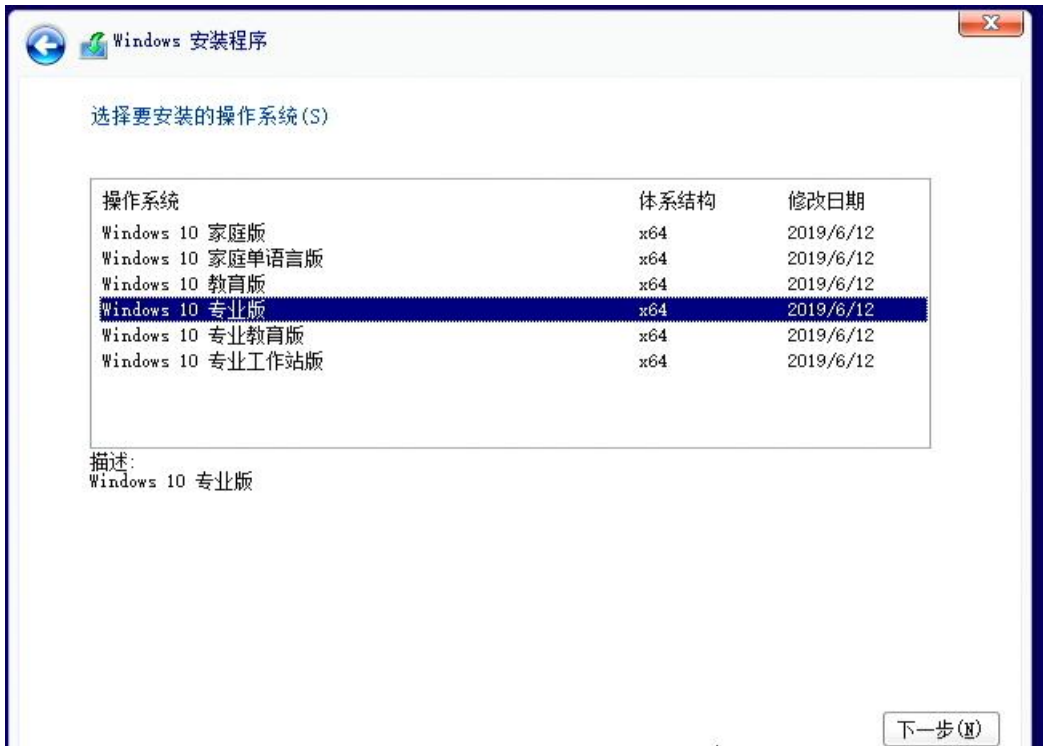 Windows 安装程序
选择要安装的操作系统(S)
操作系统 体系结构 修改日期
Windows 10 家庭版 x64 2019/6/12
Windows 10 家庭单语言版 x64 2019/6/12
Windows 10 教育版 x64 2019/6/12
Windows 10 专业版 x64 2019/6/12
Windows 10 专业教育版 x64 2019/6/12
Windows 10 专业工作站版 x64 2019/6/12
描述:
Windows 10 专业版
下一步(N)